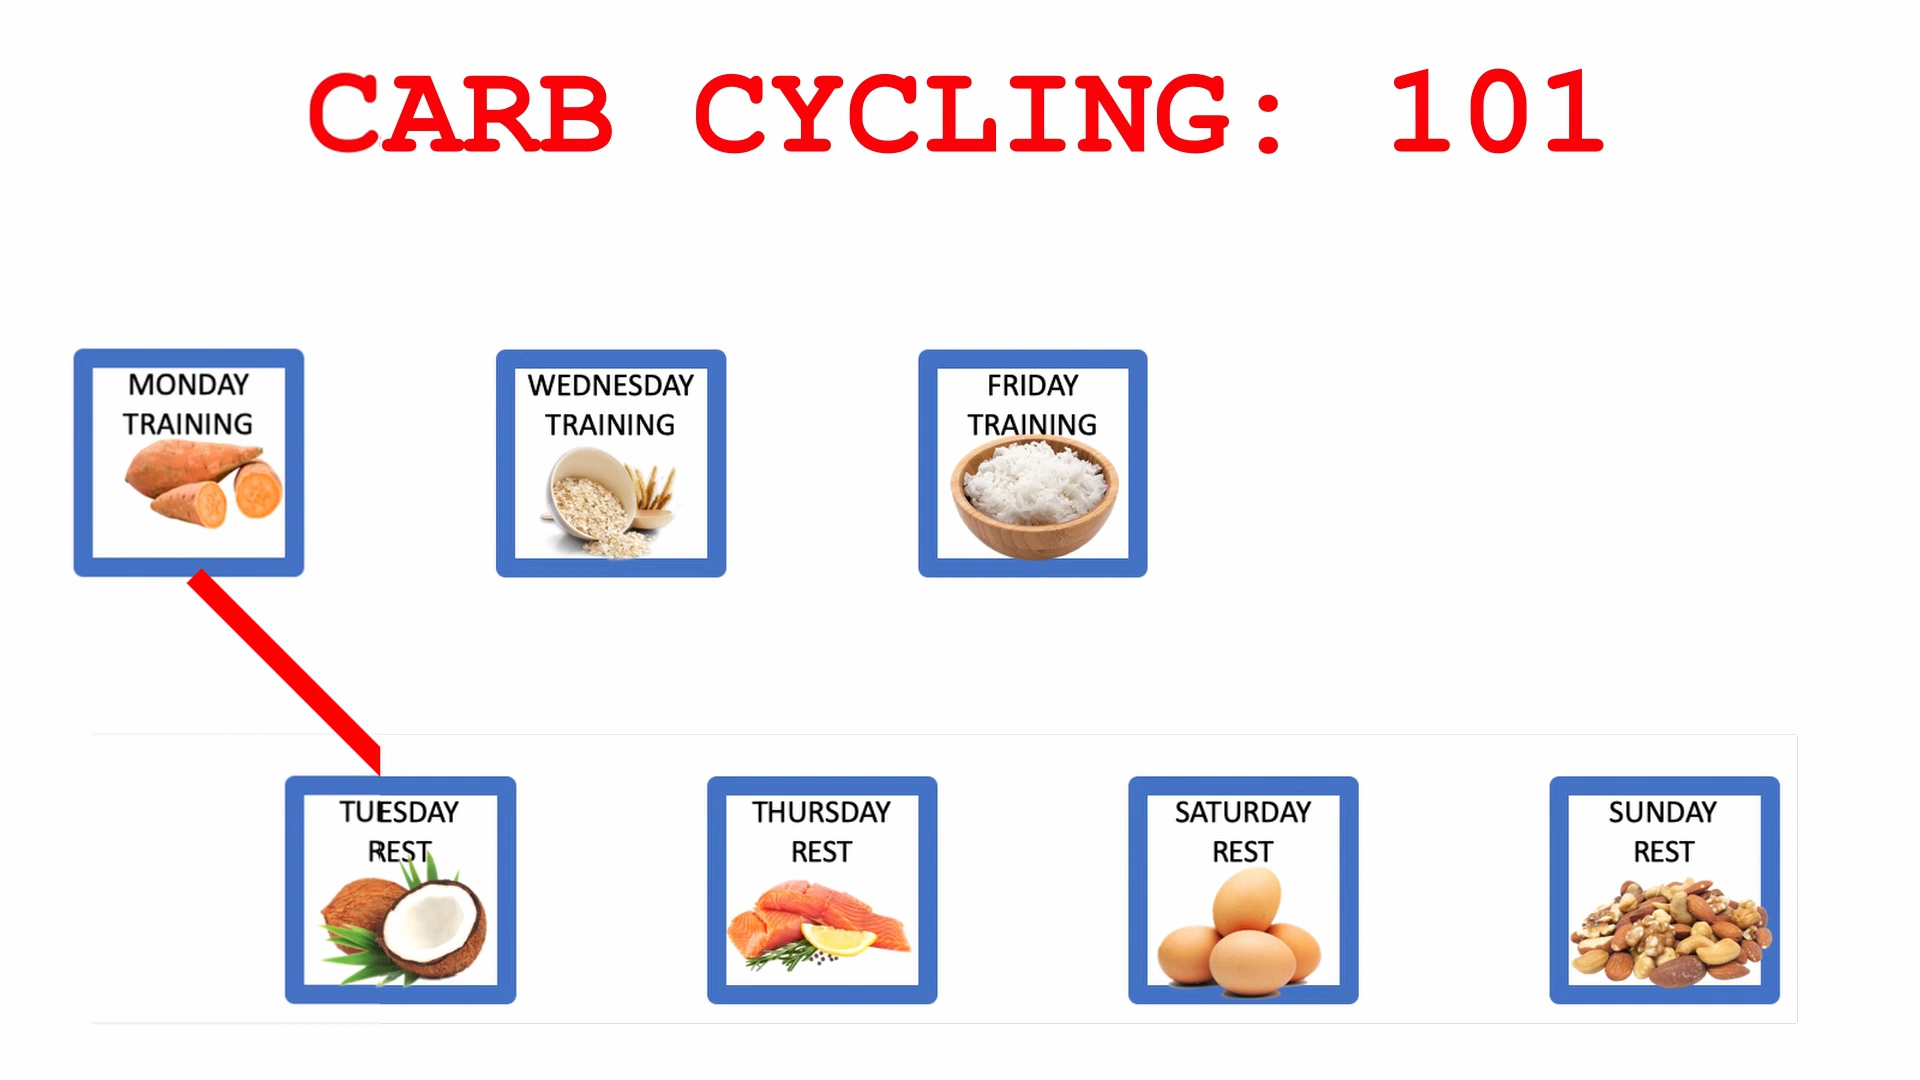 CARB CYCLING: 101
MONDAY
TRAINING
WEDNESDAY
TRAINING
FRIDAY
TRAINING
TUESDAY
REST
THURSDAY
REST
SATURDAY
REST
SUNDAY
REST